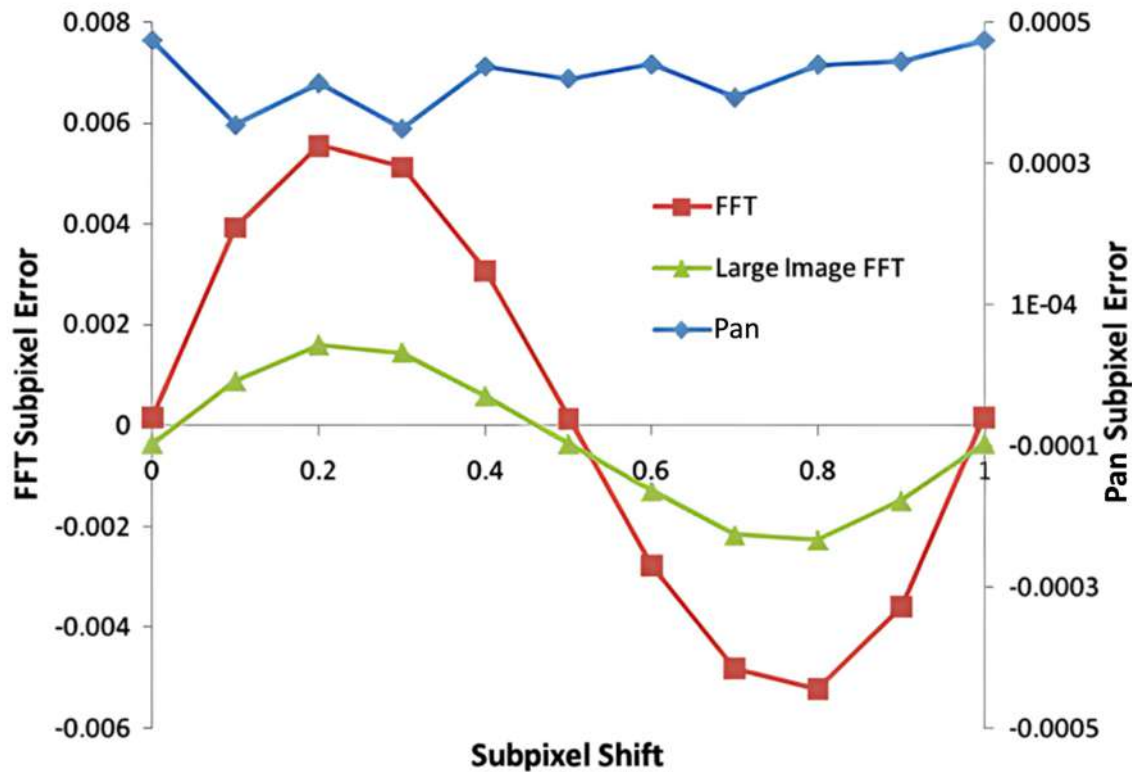 0.008
0.006
0.004
0.002
0
-0.002
-0.004
-0.006
FFT Subpixel Error
0.0005
0.0003
1E-04
-0.0001
-0.0003
-0.0005
Pan Subpixel Error
FFT
Large Image FFT
Pan
0 0.2 0.4 0.6 0.8 1
Subpixel Shift